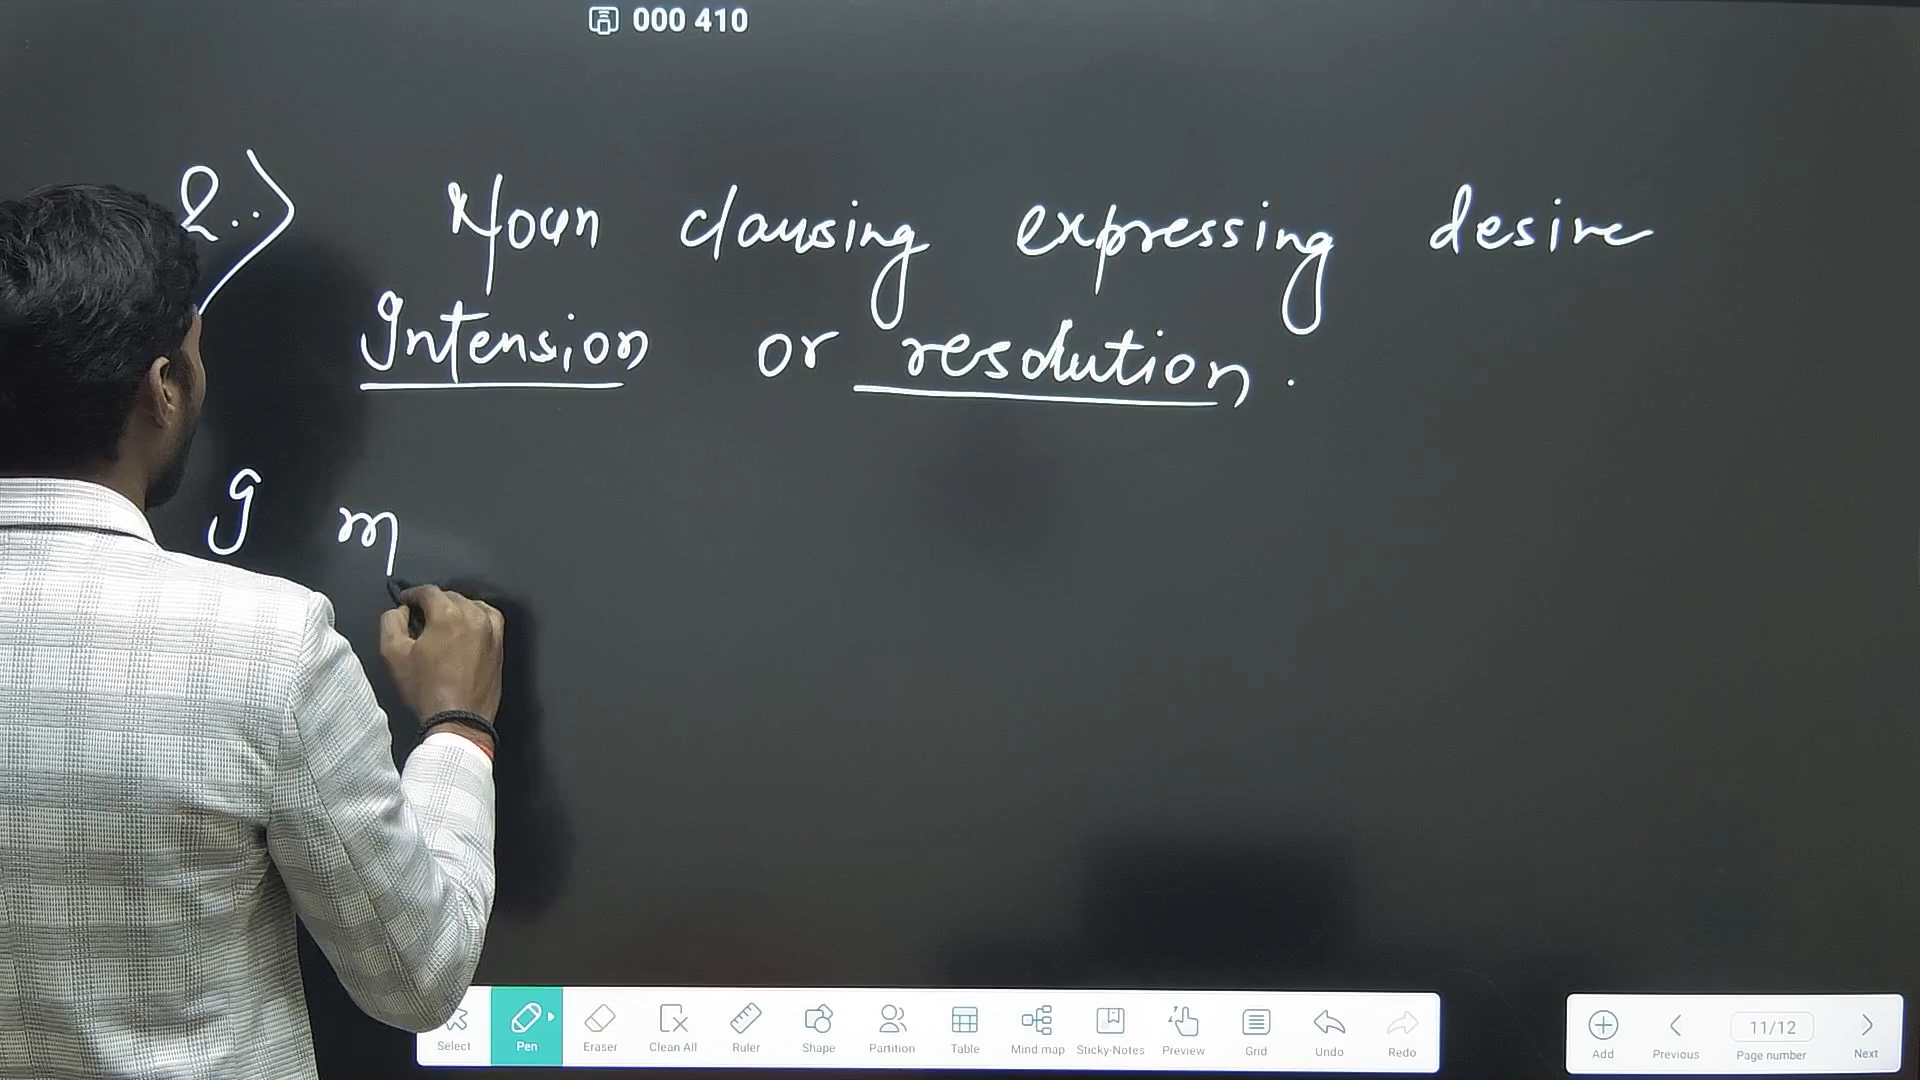 000 410
2..) Noun clausing expressing desire
Intension or resolution.
I m
Select Pen Eraser Clean All Ruler Shape Partition Table Mind map Sticky-Notes Preview Grid Undo Redo
Add Previous 11/12 Page number Next